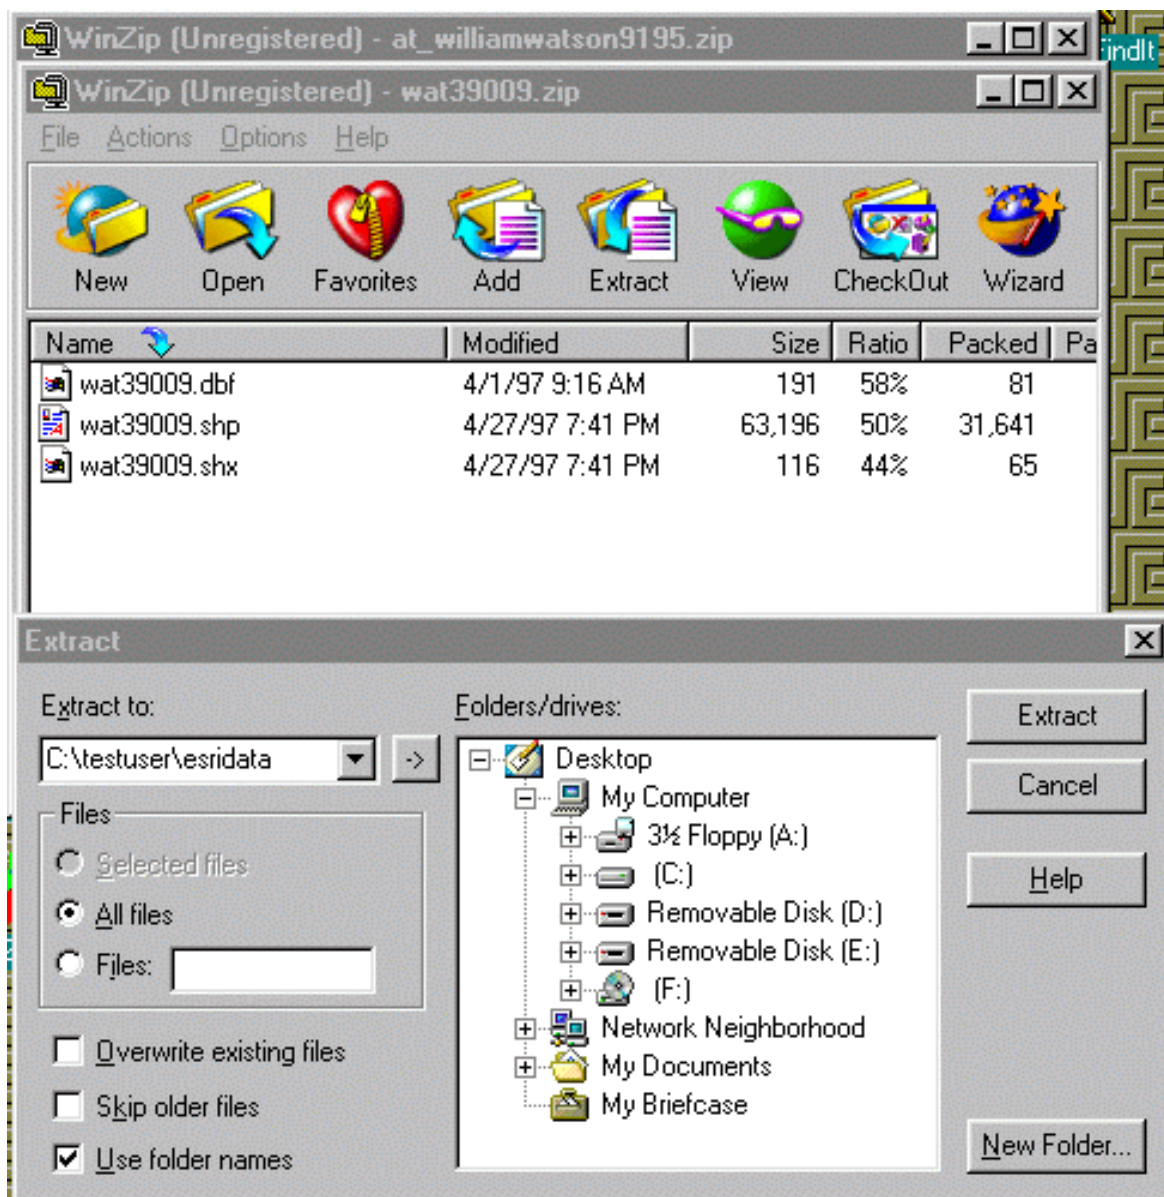 WinZip (Unregistered) - at_williamwatson9195.zip
FindIt
WinZip (Unregistered) - wat39009.zip
File Actions Options Help
New Open Favorites Add Extract View CheckOut Wizard
Name Modified Size Ratio Packed Pa
wat39009.dbf 4/1/97 9:16 AM 191 58% 81
wat39009.shp 4/27/97 7:41 PM 63,196 50% 31,641
wat39009.shx 4/27/97 7:41 PM 116 44% 65
Extract
Extract to: Folders/drives: Extract
C:\testuser\esridata -> Desktop
My Computer Cancel
Files 3½ Floppy (A:)
Selected files (C:) Help
All files Removable Disk (D:)
Files: Removable Disk (E:)
(F:)
Network Neighborhood
Overwrite existing files My Documents
Skip older files My Briefcase
Use folder names New Folder...